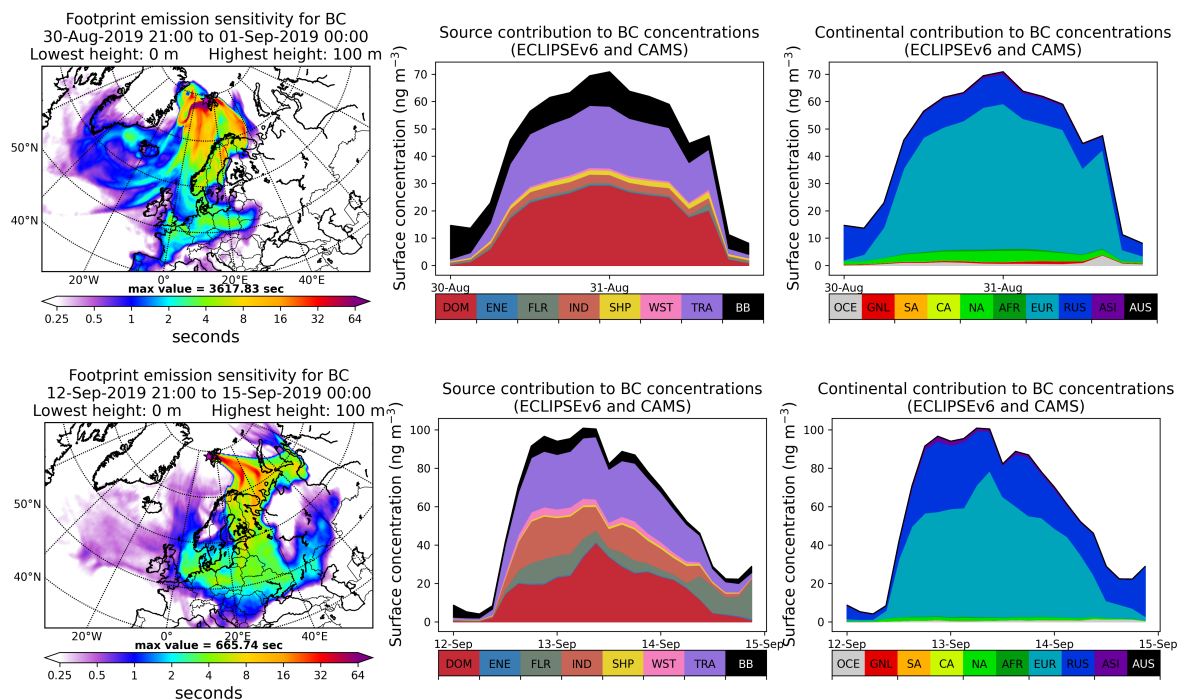 Footprint emission sensitivity for BC
30-Aug-2019 21:00 to 01-Sep-2019 00:00
Lowest height: 0 m Highest height: 100 m
50°N
40°N
20°W 0° 20°E 40°E
max value = 3617.83 sec
0.25 0.5 1 2 4 8 16 32 64
seconds
Source contribution to BC concentrations
(ECLIPSEv6 and CAMS)
Surface concentration (ng m⁻³)
70
60
50
40
30
20
10
0
30-Aug 31-Aug
DOM ENE FLR IND SHP WST TRA BB
Continental contribution to BC concentrations
(ECLIPSEv6 and CAMS)
Surface concentration (ng m⁻³)
70
60
50
40
30
20
10
0
30-Aug 31-Aug
OCE GNL SA CA NA AFR EUR RUS ASI AUS
Footprint emission sensitivity for BC
12-Sep-2019 21:00 to 15-Sep-2019 00:00
Lowest height: 0 m Highest height: 100 m
50°N
40°N
20°W 0° 20°E 40°E
max value = 665.74 sec
0.25 0.5 1 2 4 8 16 32 64
seconds
Source contribution to BC concentrations
(ECLIPSEv6 and CAMS)
Surface concentration (ng m⁻³)
100
80
60
40
20
0
12-Sep 13-Sep 14-Sep 15-Sep
DOM ENE FLR IND SHP WST TRA BB
Continental contribution to BC concentrations
(ECLIPSEv6 and CAMS)
Surface concentration (ng m⁻³)
100
80
60
40
20
0
12-Sep 13-Sep 14-Sep 15-Sep
OCE GNL SA CA NA AFR EUR RUS ASI AUS